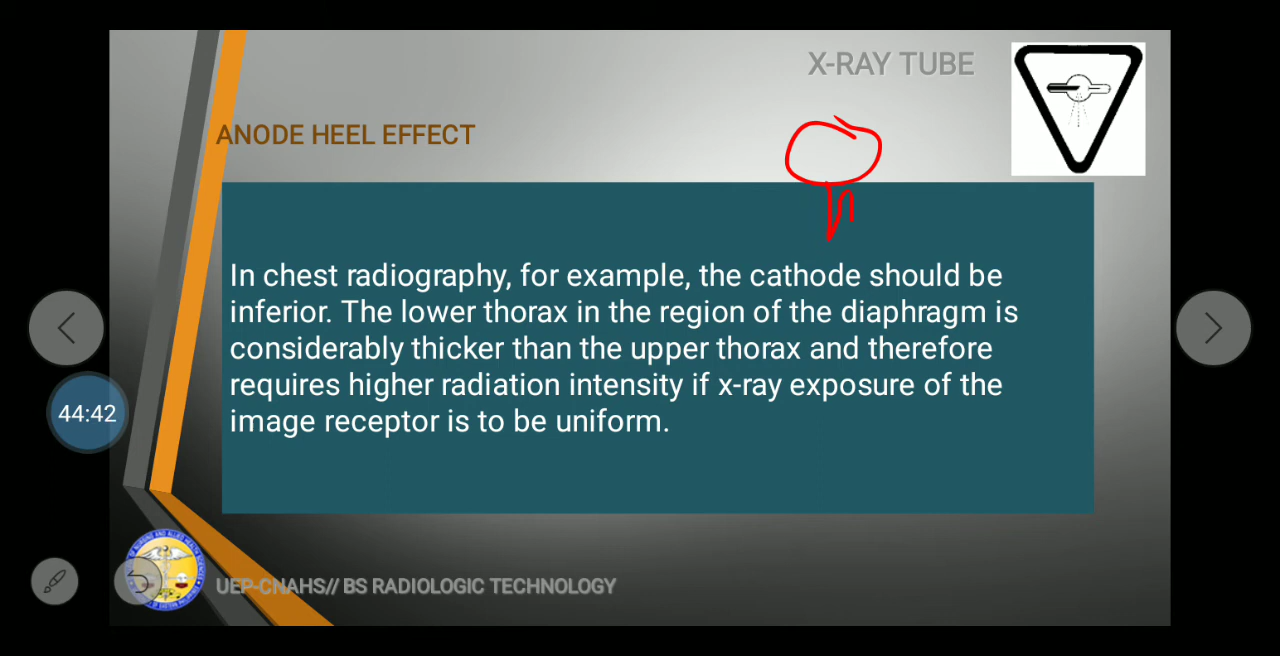 X-RAY TUBE
ANODE HEEL EFFECT
In chest radiography, for example, the cathode should be
inferior. The lower thorax in the region of the diaphragm is
considerably thicker than the upper thorax and therefore
requires higher radiation intensity if x-ray exposure of the
image receptor is to be uniform.
44:42
UEP-CNAHS// BS RADIOLOGIC TECHNOLOGY